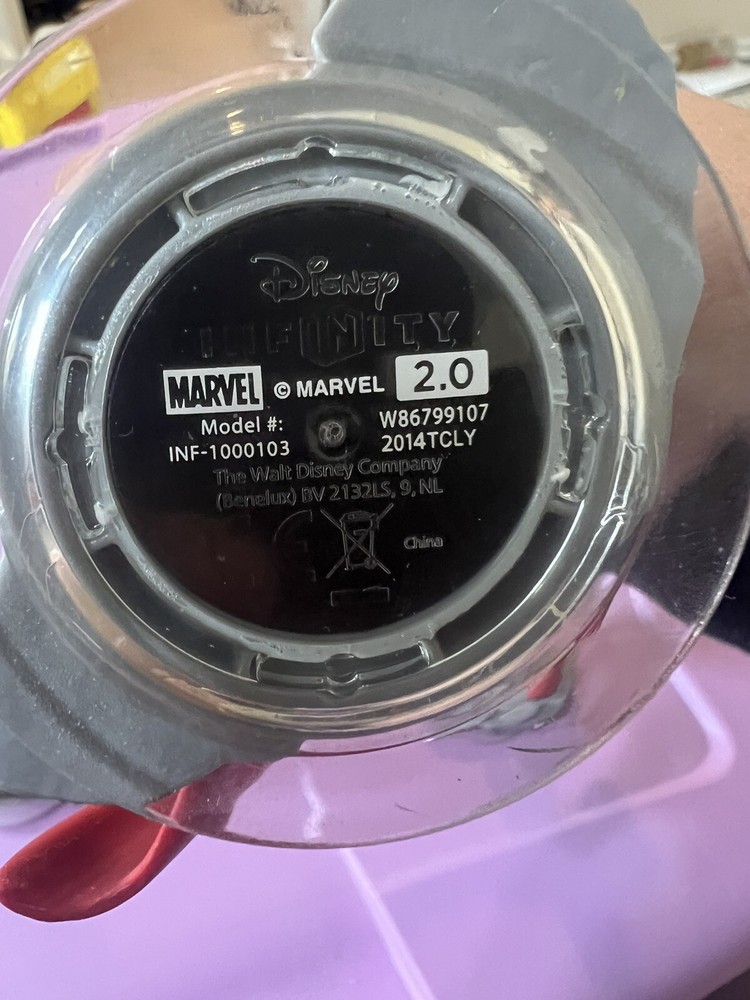 Disney
INFINITY
MARVEL © MARVEL 2.0
Model #: W86799107
INF-1000103 2014TCLY
The Walt Disney Company
(Benelux) BV 2132LS, 9, NL
CE China